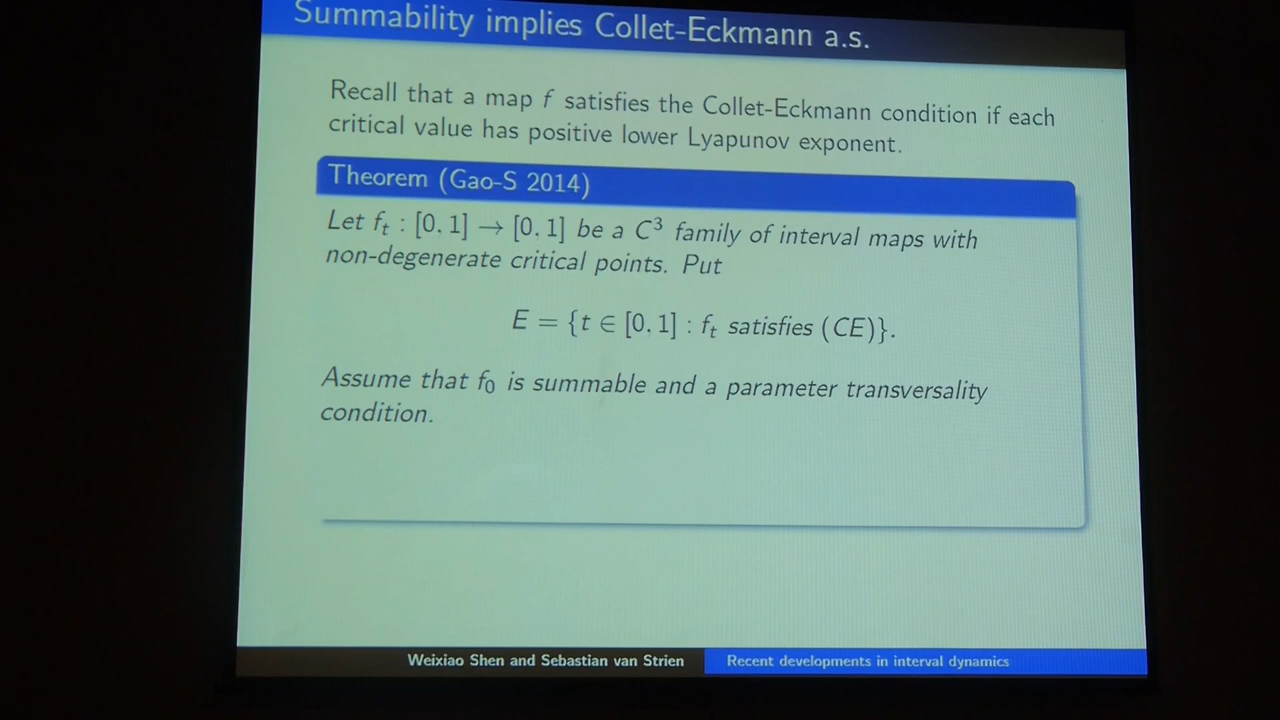 Summability implies Collet-Eckmann a.s.
Recall that a map f satisfies the Collet-Eckmann condition if each
critical value has positive lower Lyapunov exponent.
Theorem (Gao-S 2014)
Let fₜ : [0, 1] → [0, 1] be a C³ family of interval maps with
non-degenerate critical points. Put
E = {t ∈ [0, 1] : fₜ satisfies (CE)}.
Assume that f₀ is summable and a parameter transversality
condition.
Weixiao Shen and Sebastian van Strien
Recent developments in interval dynamics